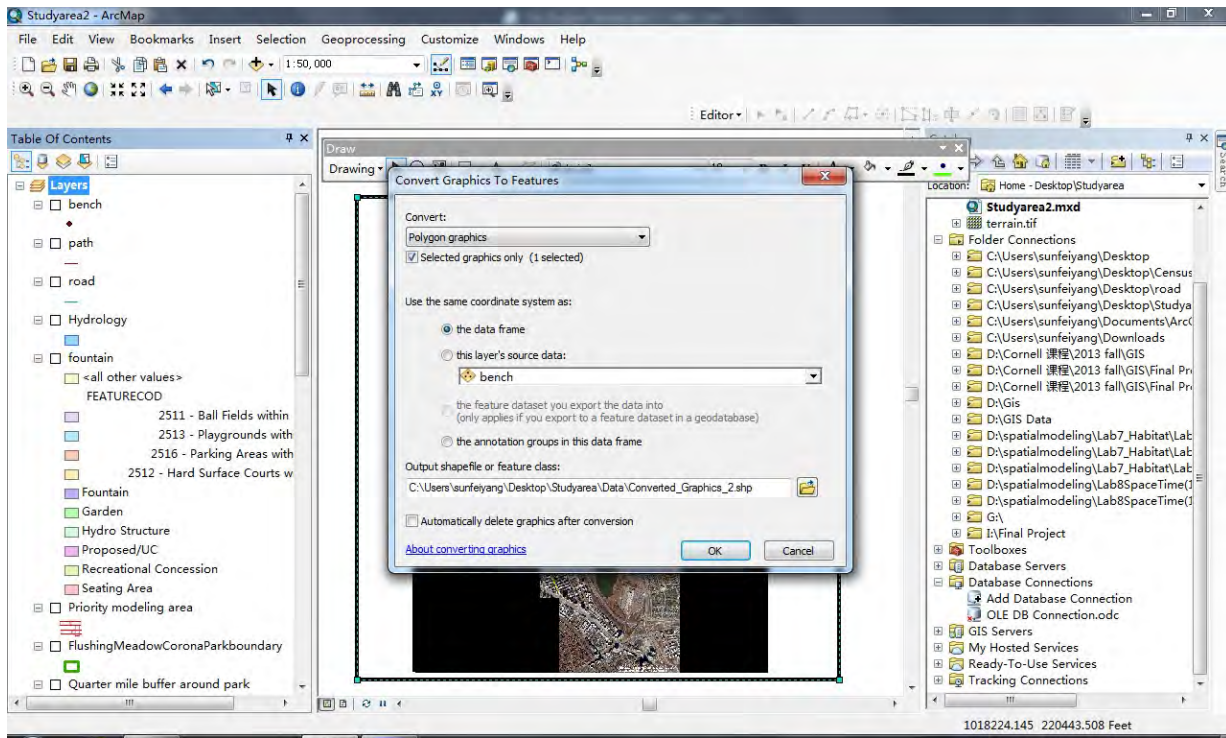 Studyarea2 - ArcMap
File Edit View Bookmarks Insert Selection Geoprocessing Customize Windows Help
1:50,000
Editor
Table Of Contents
Layers
bench
path
road
Hydrology
fountain
<all other values>
FEATURECOD
2511 - Ball Fields within
2513 - Playgrounds with
2516 - Parking Areas with
2512 - Hard Surface Courts w
Fountain
Garden
Hydro Structure
Proposed/UC
Recreational Concession
Seating Area
Priority modeling area
FlushingMeadowCoronaParkboundary
Quarter mile buffer around park
Draw
Drawing
Convert Graphics To Features
Convert:
Polygon graphics
Selected graphics only (1 selected)
Use the same coordinate system as:
the data frame
this layer's source data:
bench
the feature dataset you export the data into
(only applies if you export to a feature dataset in a geodatabase)
the annotation groups in this data frame
Output shapefile or feature class:
C:\Users\sunfeiyang\Desktop\Studyarea\Data\Converted_Graphics_2.shp
Automatically delete graphics after conversion
About converting graphics
OK Cancel
Location: Home - Desktop\Studyarea
Search
Studyarea2.mxd
terrain.tif
Folder Connections
C:\Users\sunfeiyang\Desktop
C:\Users\sunfeiyang\Desktop\Census
C:\Users\sunfeiyang\Desktop\road
C:\Users\sunfeiyang\Desktop\Studya
C:\Users\sunfeiyang\Documents\Arc
C:\Users\sunfeiyang\Downloads
D:\Cornell 课程\2013 fall\GIS
D:\Cornell 课程\2013 fall\GIS\Final Pr
D:\Cornell 课程\2013 fall\GIS\Final Pr
D:\Gis
D:\GIS Data
D:\spatialmodeling\Lab7_Habitat\Lab
D:\spatialmodeling\Lab7_Habitat\Lab
D:\spatialmodeling\Lab7_Habitat\Lab
D:\spatialmodeling\Lab8SpaceTime(1
D:\spatialmodeling\Lab8SpaceTime(1
G:\
I:\Final Project
Toolboxes
Database Servers
Database Connections
Add Database Connection
OLE DB Connection.odc
GIS Servers
My Hosted Services
Ready-To-Use Services
Tracking Connections
1018224.145 220443.508 Feet